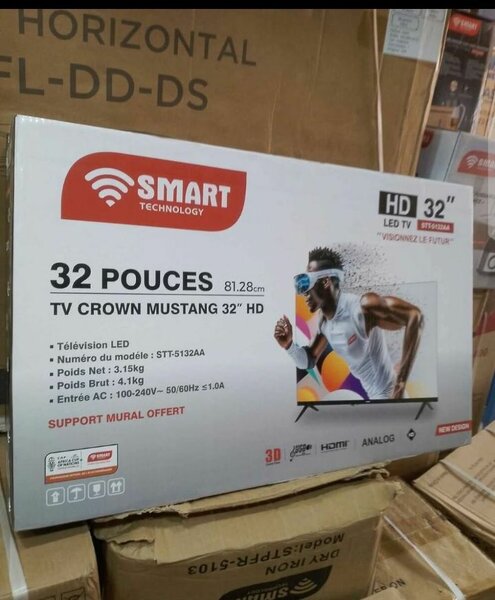 HORIZONTAL
FL-DD-DS
SMART
TECHNOLOGY
HD 32"
LED TV STT-5132AA
"VISIONNEZ LE FUTUR"
32 POUCES 81.28cm
TV CROWN MUSTANG 32" HD
▪ Télévision LED
▪ Numéro du modéle : STT-5132AA
▪ Poids Net : 3.15kg
▪ Poids Brut : 4.1kg
▪ Entrée AC : 100-240V~ 50/60Hz ≤1.0A
SUPPORT MURAL OFFERT
SMART
3D HDMI ANALOG
NEW DESIGN
DRY IRON
Model:STPFR-5103
SMART